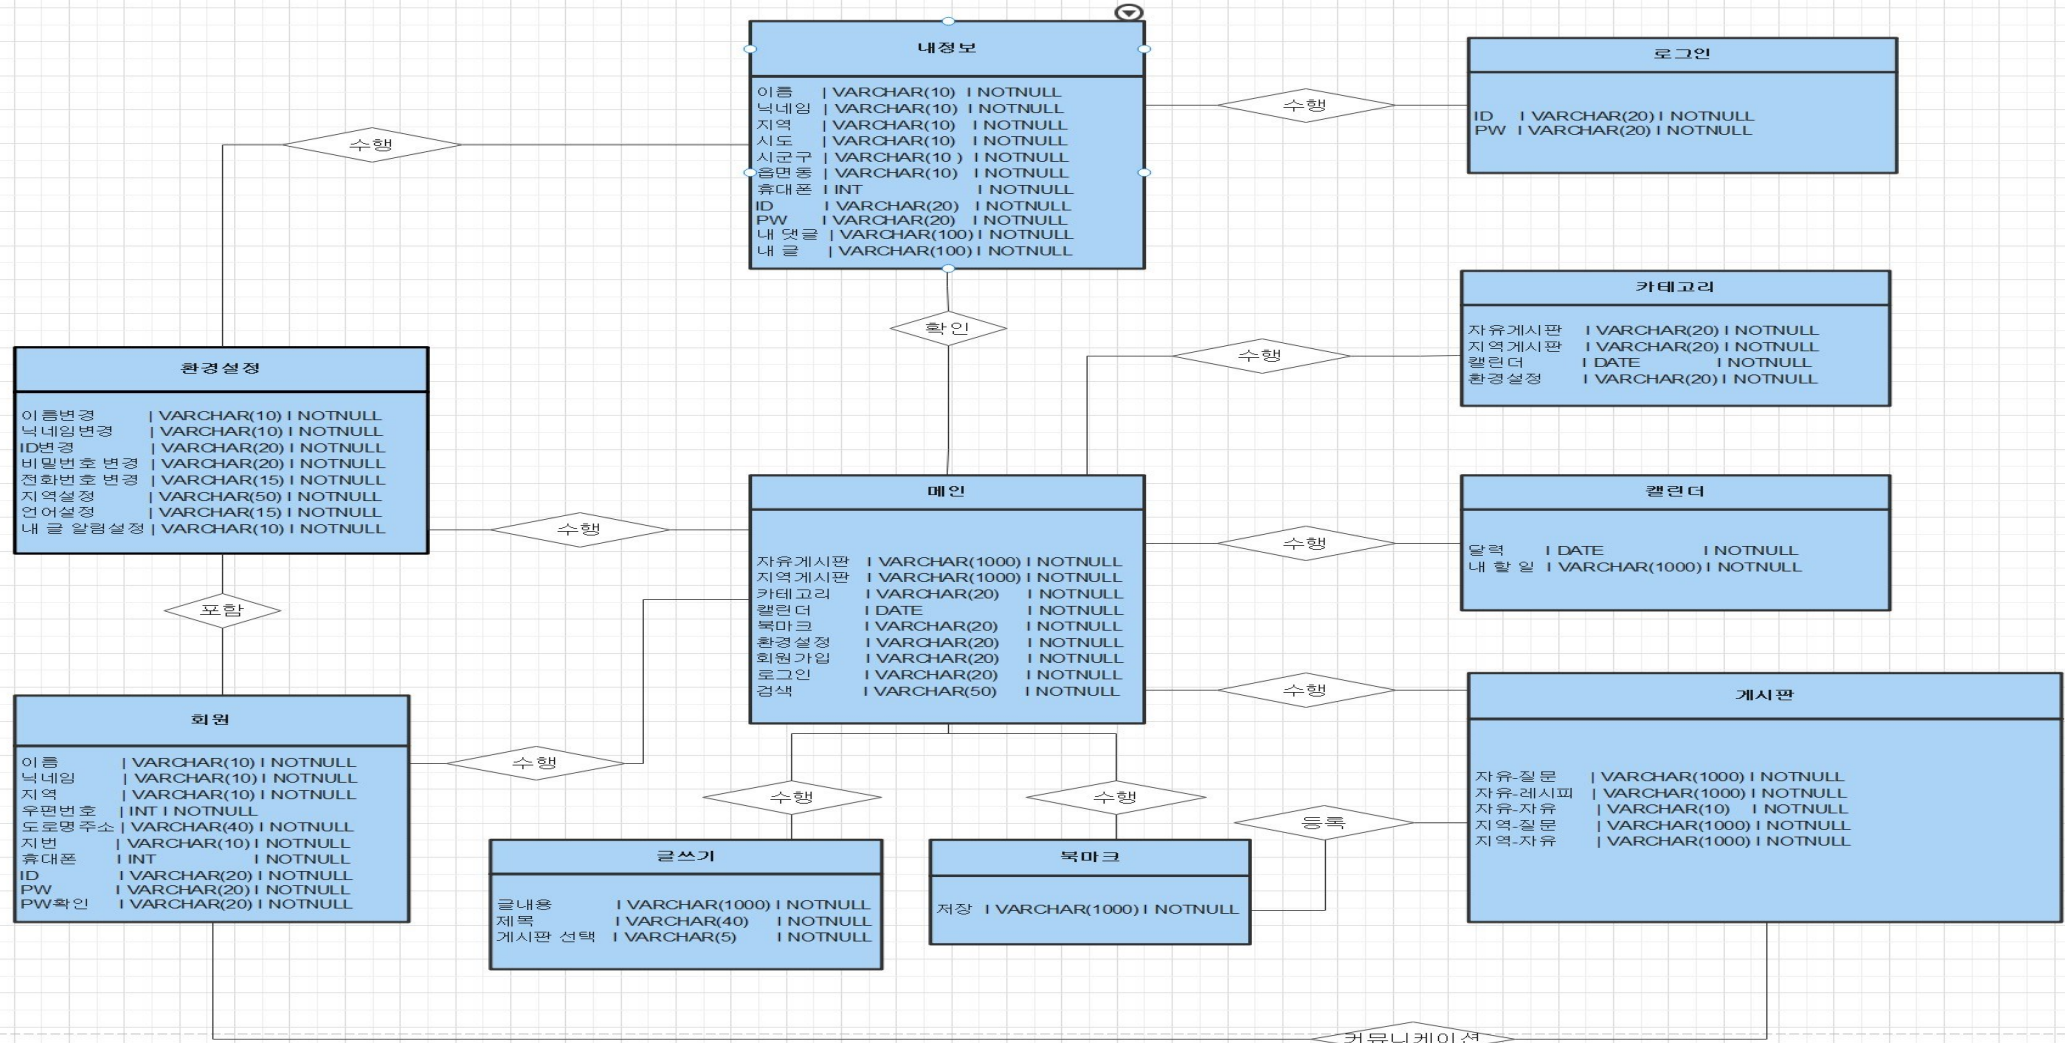 내정보
이름 | VARCHAR(10) I NOTNULL
닉네임 | VARCHAR(10) I NOTNULL
지역 | VARCHAR(10) I NOTNULL
시도 | VARCHAR(10) I NOTNULL
시군구 | VARCHAR(10 ) I NOTNULL
읍면동 | VARCHAR(10) I NOTNULL
휴대폰 I INT I NOTNULL
ID I VARCHAR(20) I NOTNULL
PW I VARCHAR(20) I NOTNULL
내 댓글 | VARCHAR(100) I NOTNULL
내 글 | VARCHAR(100) I NOTNULL
수행
로그인
ID I VARCHAR(20) I NOTNULL
PW I VARCHAR(20) I NOTNULL
수행
확인
수행
카테고리
자유게시판 I VARCHAR(20) I NOTNULL
지역게시판 I VARCHAR(20) I NOTNULL
캘린더 I DATE I NOTNULL
환경설정 I VARCHAR(20) I NOTNULL
환경설정
이름변경 | VARCHAR(10) I NOTNULL
닉네임변경 | VARCHAR(10) I NOTNULL
ID변경 | VARCHAR(20) I NOTNULL
비밀번호 변경 | VARCHAR(20) I NOTNULL
전화번호 변경 | VARCHAR(15) I NOTNULL
지역설정 | VARCHAR(50) I NOTNULL
언어설정 | VARCHAR(15) I NOTNULL
내 글 알림설정 | VARCHAR(10) I NOTNULL
수행
메인
자유게시판 I VARCHAR(1000) I NOTNULL
지역게시판 I VARCHAR(1000) I NOTNULL
카테고리 I VARCHAR(20) I NOTNULL
캘린더 I DATE I NOTNULL
북마크 I VARCHAR(20) I NOTNULL
환경설정 I VARCHAR(20) I NOTNULL
회원가입 I VARCHAR(20) I NOTNULL
로그인 I VARCHAR(20) I NOTNULL
검색 I VARCHAR(50) I NOTNULL
수행
캘린더
달력 I DATE I NOTNULL
내 할 일 I VARCHAR(1000) I NOTNULL
포함
수행
게시판
자유-질문 | VARCHAR(1000) I NOTNULL
자유-레시피 | VARCHAR(1000) I NOTNULL
자유-자유 | VARCHAR(10) I NOTNULL
지역-질문 | VARCHAR(1000) I NOTNULL
지역-자유 | VARCHAR(1000) I NOTNULL
회원
이름 | VARCHAR(10) I NOTNULL
닉네임 | VARCHAR(10) I NOTNULL
지역 | VARCHAR(10) I NOTNULL
우편번호 | INT I NOTNULL
도로명주소 | VARCHAR(40) I NOTNULL
지번 | VARCHAR(10) I NOTNULL
휴대폰 I INT I NOTNULL
ID I VARCHAR(20) I NOTNULL
PW I VARCHAR(20) I NOTNULL
PW확인 I VARCHAR(20) I NOTNULL
수행
수행
수행
등록
글쓰기
글내용 I VARCHAR(1000) I NOTNULL
제목 I VARCHAR(40) I NOTNULL
게시판 선택 I VARCHAR(5) I NOTNULL
북마크
저장 I VARCHAR(1000) I NOTNULL
커뮤니케이션